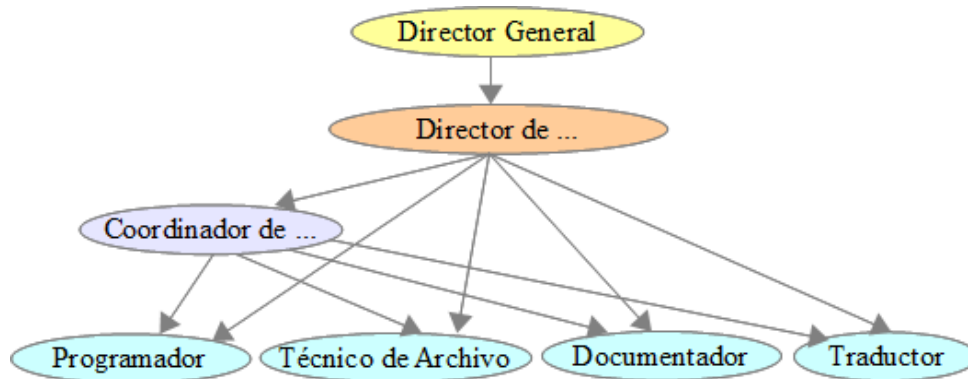 Director General
Director de ...
Coordinador de ...
Programador
Técnico de Archivo
Documentador
Traductor